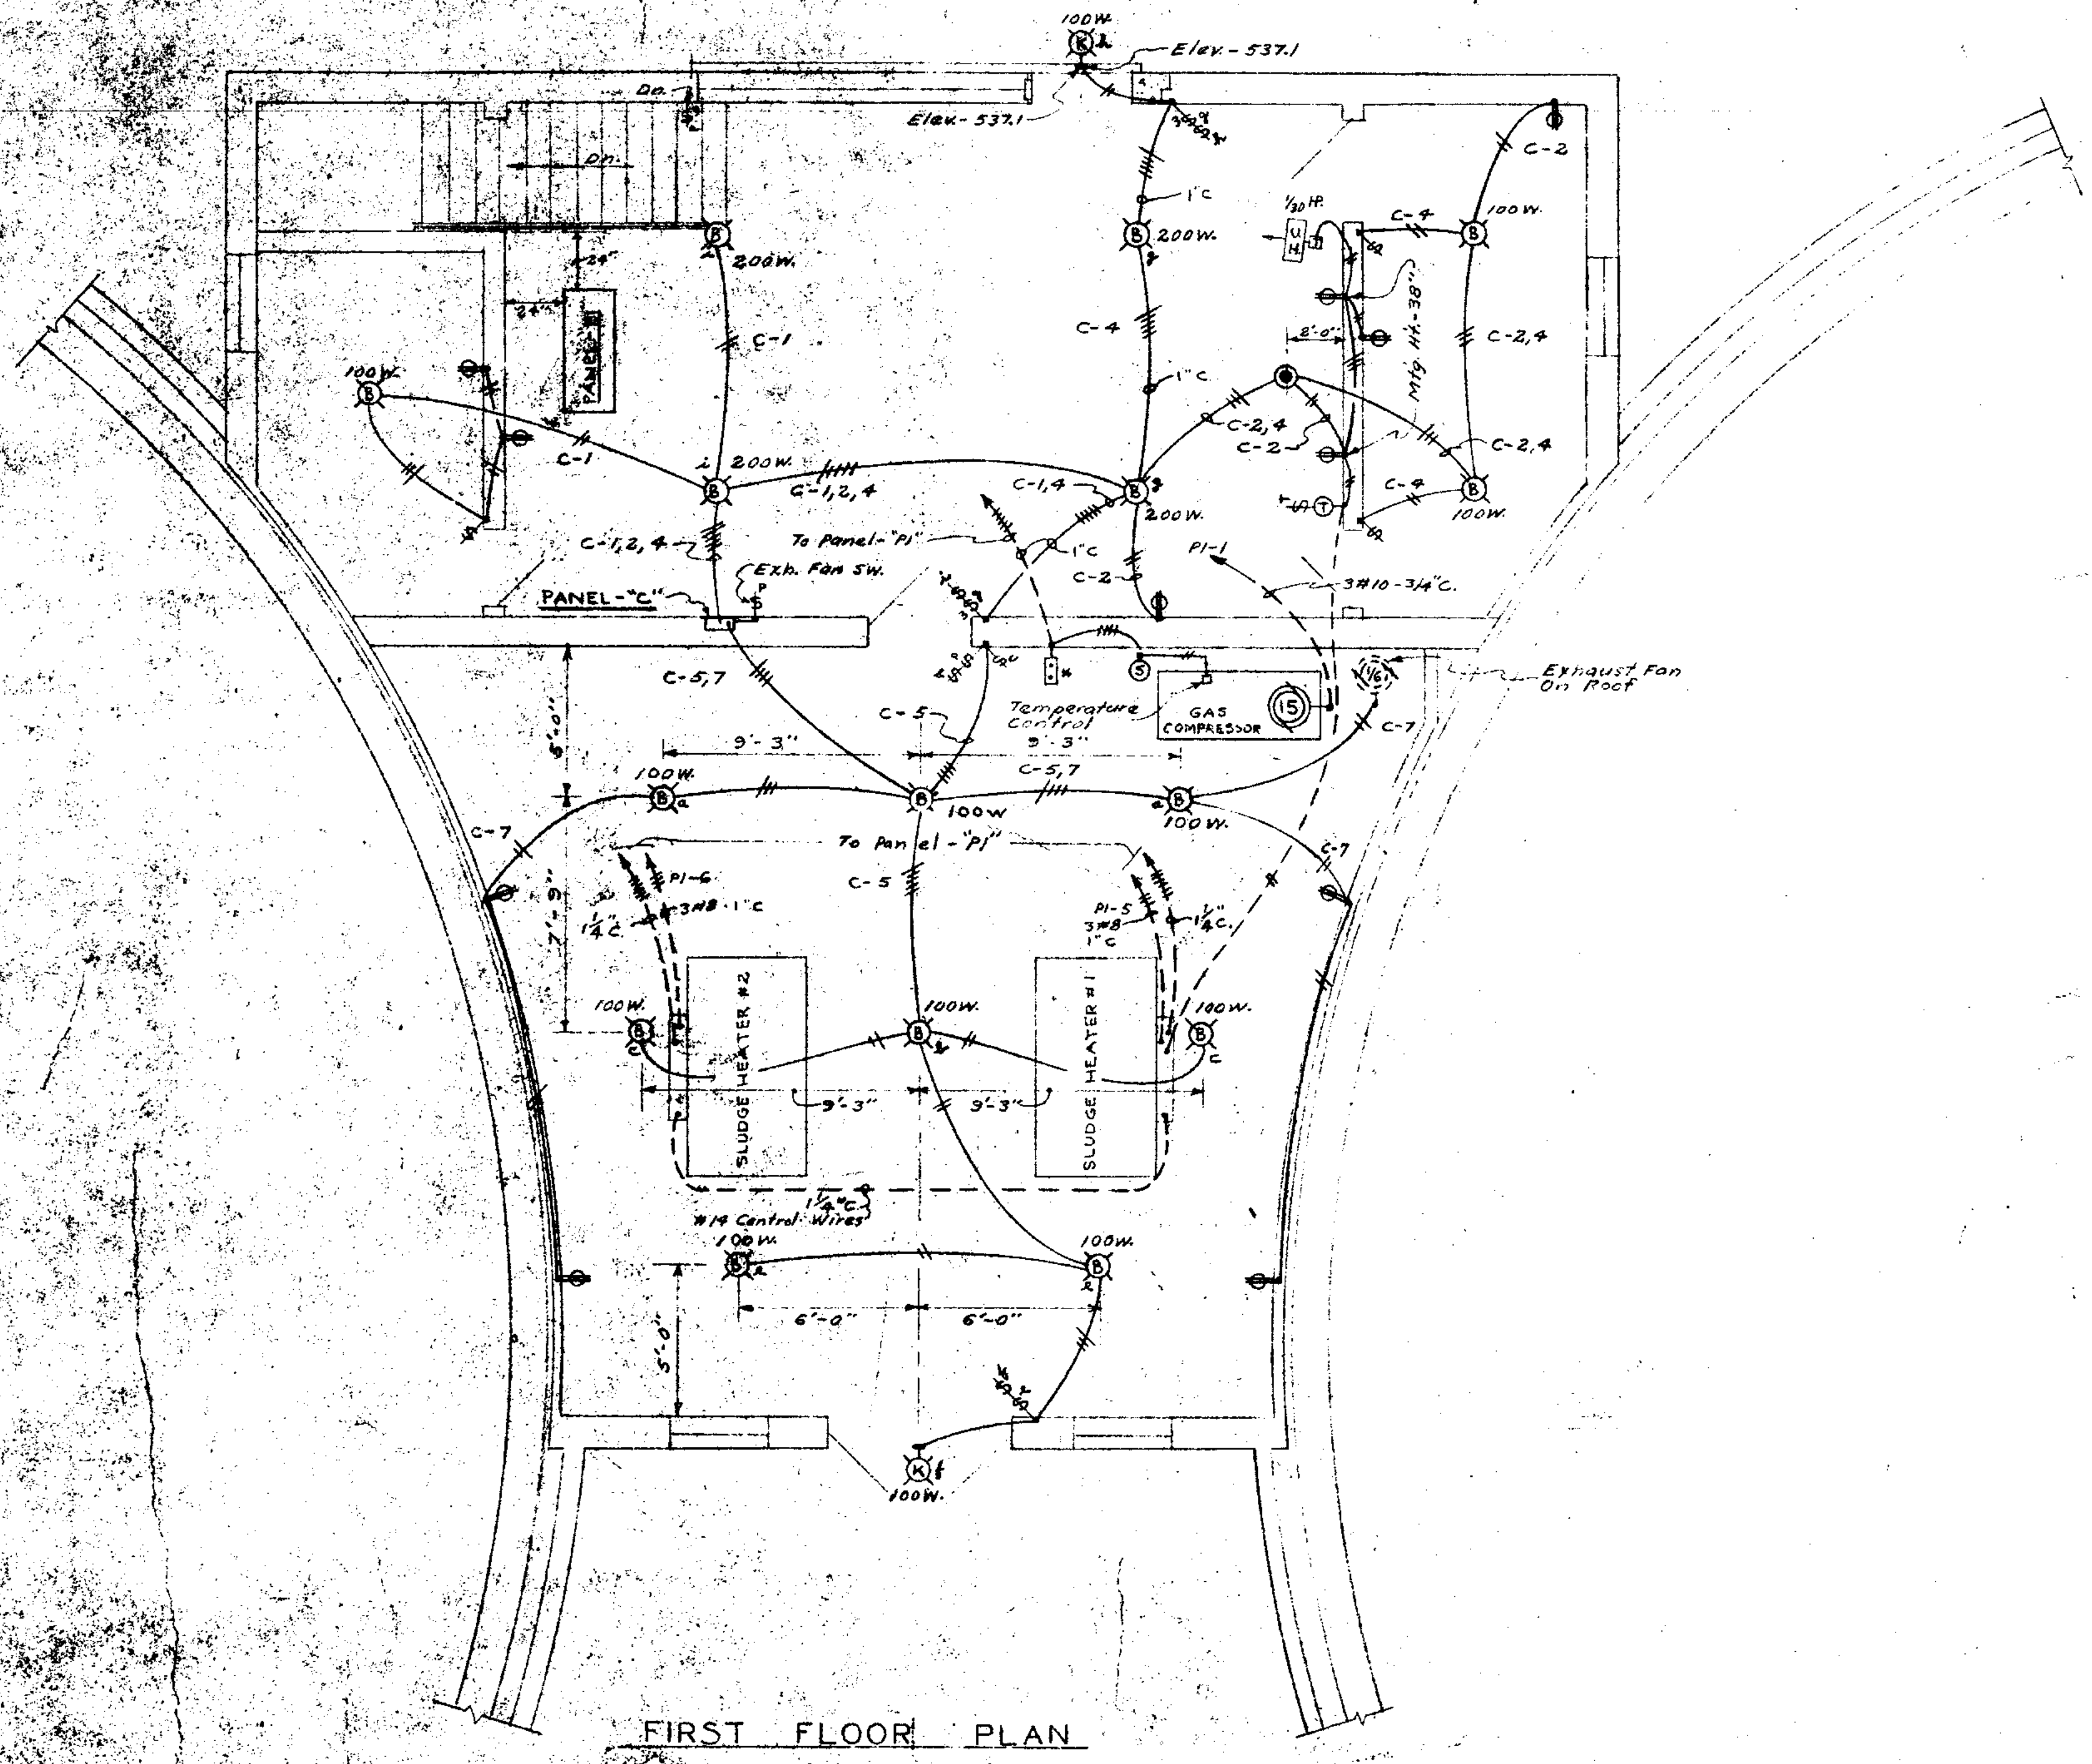 100W.
K h
Elev.- 537.1
Dn.
Elev.- 537.1
Dn.
C-2
1"C
1/30 HP.
C-4
100W.
B
B
200W.
B
200W.
U
H.
B
24"
24"
PANEL-
C-1
C-4
2'-0"
Mtg. Ht.-38"
C-2,4
1"C
100W.
B
C-2,4
C-2
C-2,4
C-1
i 200W.
C-1,2,4
C-1,4
C-4
B
B
200W.
T
B
100W.
C-1,2,4
To Panel-"P1"
1"C
P1-1
C-2
Exh. Fan Sw.
3#10-3/4"C.
PANEL-"C"
C-5,7
S
1/6
Exhaust Fan
On Roof
5'-0"
C-5
Temperature
Control
GAS
COMPRESSOR
15
C-7
9'-3"
9'-3"
C-5,7
100W.
B a
B
100W
a B
100W.
C-7
To Panel-"P1"
C-7
7'-9"
P1-6
3#8-1"C
1 1/4"C.
C-5
P1-5
3#8
1"C
1 1/4"C.
SLUDGE HEATER #2
SLUDGE HEATER #1
100W.
B
c
100W.
B
100W.
B
c
9'-3"
9'-3"
1 1/4"C
#14 Control Wires
100W.
B e
100W.
B
e
6'-0"
6'-0"
5'-0"
K f
100W.
FIRST FLOOR PLAN